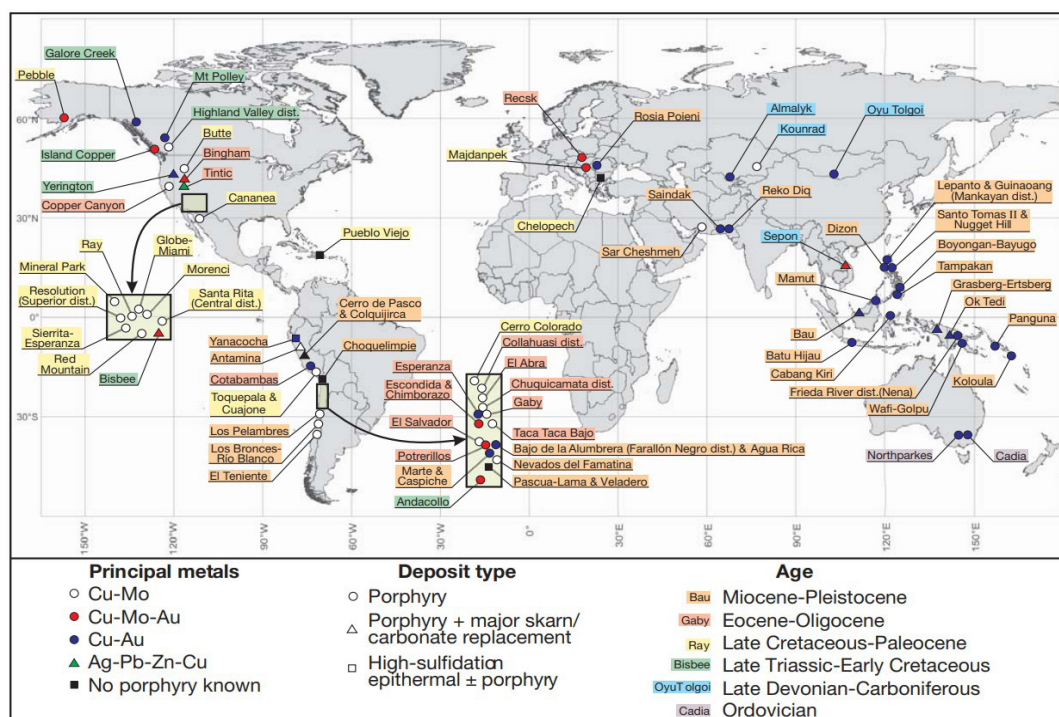 Galore Creek
Pebble
Mt Polley
Highland Valley dist.
Butte
Bingham
Island Copper
Tintic
Yerington
Copper Canyon
Cananea
Ray
Globe-
Miami
Mineral Park
Morenci
Resolution
(Superior dist.)
Santa Rita
(Central dist.)
Sierrita-
Esperanza
Red
Mountain
Bisbee
Pueblo Viejo
Cerro de Pasco
& Colquijirca
Yanacocha
Antamina
Choquelimpie
Cotabambas
Toquepala &
Cuajone
Los Pelambres
Los Bronces-
Río Blanco
El Teniente
Cerro Colorado
Collahuasi dist.
El Abra
Esperanza
Chuquicamata dist.
Escondida &
Chimborazo
Gaby
El Salvador
Taca Taca Bajo
Bajo de la Alumbrera (Farallón Negro dist.) & Agua Rica
Potrerillos
Nevados del Famatina
Marte &
Caspiche
Pascua-Lama & Veladero
Andacollo
Recsk
Rosia Poieni
Majdanpek
Chelopech
Almalyk
Kounrad
Oyu Tolgoi
Saindak
Reko Diq
Sar Cheshmeh
Sepon
Dizon
Lepanto & Guinaoang
(Mankayan dist.)
Santo Tomas II &
Nugget Hill
Boyongan-Bayugo
Mamut
Tampakan
Grasberg-Ertsberg
Ok Tedi
Bau
Panguna
Batu Hijau
Cabang Kiri
Frieda River dist.(Nena)
Koloula
Wafi-Golpu
Northparkes
Cadia
60°N
30°N
0°
30°S
150°W
120°W
90°W
60°W
30°W
0°
30°E
60°E
90°E
120°E
150°E
Principal metals
Cu-Mo
Cu-Mo-Au
Cu-Au
Ag-Pb-Zn-Cu
No porphyry known
Deposit type
Porphyry
Porphyry + major skarn/
carbonate replacement
High-sulfidation
epithermal ± porphyry
Age
Bau Miocene-Pleistocene
Gaby Eocene-Oligocene
Ray Late Cretaceous-Paleocene
Bisbee Late Triassic-Early Cretaceous
OyuTolgoi Late Devonian-Carboniferous
Cadia Ordovician